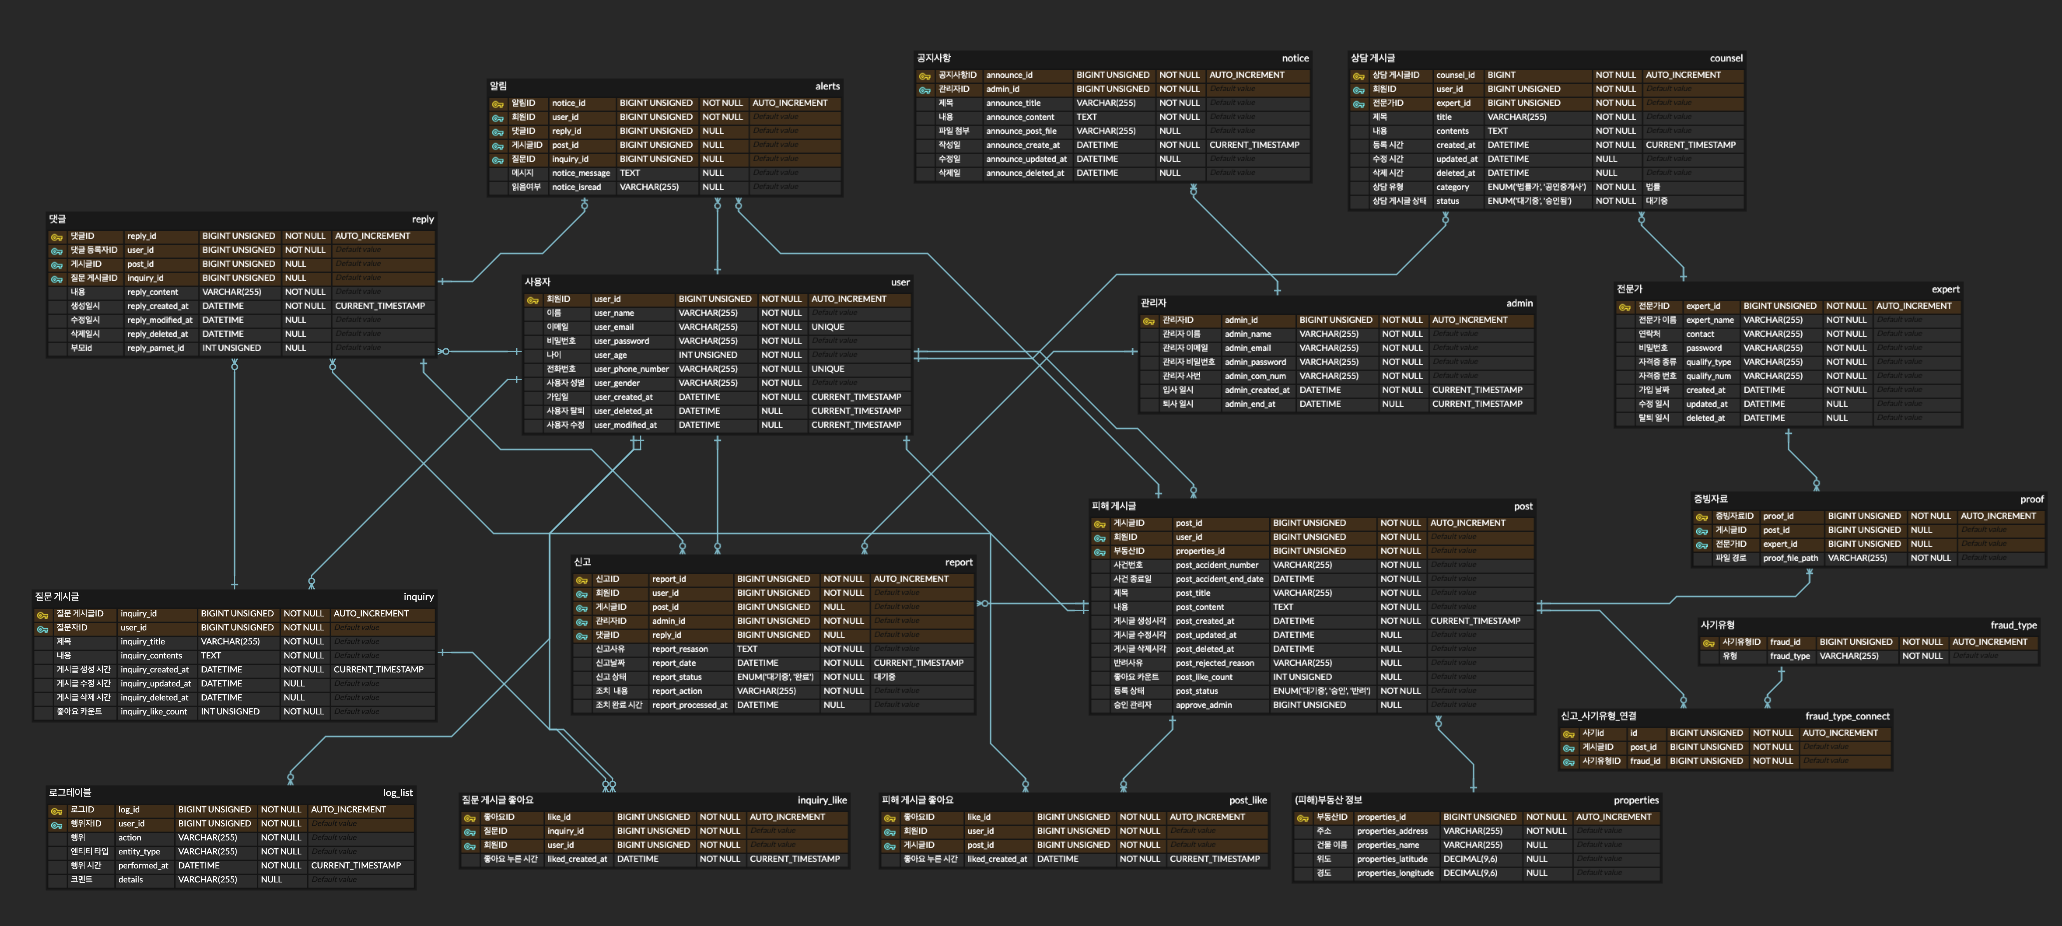 알림 alerts
알림ID notice_id BIGINT UNSIGNED NOT NULL AUTO_INCREMENT
회원ID user_id BIGINT UNSIGNED NOT NULL Default value
댓글ID reply_id BIGINT UNSIGNED NULL Default value
게시글ID post_id BIGINT UNSIGNED NULL Default value
질문ID inquiry_id BIGINT UNSIGNED NULL Default value
메시지 notice_message TEXT NULL Default value
읽음여부 notice_isread VARCHAR(255) NULL Default value
공지사항 notice
공지사항ID announce_id BIGINT UNSIGNED NOT NULL AUTO_INCREMENT
관리자ID admin_id BIGINT UNSIGNED NOT NULL Default value
제목 announce_title VARCHAR(255) NOT NULL Default value
내용 announce_content TEXT NOT NULL Default value
파일 첨부 announce_post_file VARCHAR(255) NULL Default value
작성일 announce_create_at DATETIME NOT NULL CURRENT_TIMESTAMP
수정일 announce_updated_at DATETIME NULL Default value
삭제일 announce_deleted_at DATETIME NULL Default value
상담 게시글 counsel
상담 게시글ID counsel_id BIGINT NOT NULL AUTO_INCREMENT
회원ID user_id BIGINT UNSIGNED NOT NULL Default value
전문가ID expert_id BIGINT UNSIGNED NOT NULL Default value
제목 title VARCHAR(255) NOT NULL Default value
내용 contents TEXT NOT NULL Default value
등록 시간 created_at DATETIME NOT NULL CURRENT_TIMESTAMP
수정 시간 updated_at DATETIME NULL Default value
삭제 시간 deleted_at DATETIME NULL Default value
상담 유형 category ENUM('법률가', '공인중개사') NOT NULL 법률
상담 게시글 상태 status ENUM('대기중', '승인됨') NOT NULL 대기중
댓글 reply
댓글ID reply_id BIGINT UNSIGNED NOT NULL AUTO_INCREMENT
댓글 등록자ID user_id BIGINT UNSIGNED NOT NULL Default value
게시글ID post_id BIGINT UNSIGNED NULL Default value
질문 게시글ID inquiry_id BIGINT UNSIGNED NULL Default value
내용 reply_content VARCHAR(255) NOT NULL Default value
생성일시 reply_created_at DATETIME NOT NULL CURRENT_TIMESTAMP
수정일시 reply_modified_at DATETIME NULL Default value
삭제일시 reply_deleted_at DATETIME NULL Default value
부모id reply_parnet_id INT UNSIGNED NULL Default value
사용자 user
회원ID user_id BIGINT UNSIGNED NOT NULL AUTO_INCREMENT
이름 user_name VARCHAR(255) NOT NULL Default value
이메일 user_email VARCHAR(255) NOT NULL UNIQUE
비밀번호 user_password VARCHAR(255) NOT NULL Default value
나이 user_age INT UNSIGNED NOT NULL Default value
전화번호 user_phone_number VARCHAR(255) NOT NULL UNIQUE
사용자 성별 user_gender VARCHAR(255) NOT NULL Default value
가입일 user_created_at DATETIME NOT NULL CURRENT_TIMESTAMP
사용자 탈퇴 user_deleted_at DATETIME NULL CURRENT_TIMESTAMP
사용자 수정 user_modified_at DATETIME NULL CURRENT_TIMESTAMP
관리자 admin
관리자ID admin_id BIGINT UNSIGNED NOT NULL AUTO_INCREMENT
관리자 이름 admin_name VARCHAR(255) NOT NULL Default value
관리자 이메일 admin_email VARCHAR(255) NOT NULL Default value
관리자 비밀번호 admin_password VARCHAR(255) NOT NULL Default value
관리자 사번 admin_com_num VARCHAR(255) NOT NULL Default value
입사 일시 admin_created_at DATETIME NOT NULL CURRENT_TIMESTAMP
퇴사 일시 admin_end_at DATETIME NULL CURRENT_TIMESTAMP
전문가 expert
전문가ID expert_id BIGINT UNSIGNED NOT NULL AUTO_INCREMENT
전문가 이름 expert_name VARCHAR(255) NOT NULL Default value
연락처 contact VARCHAR(255) NOT NULL Default value
비밀번호 password VARCHAR(255) NOT NULL Default value
자격증 종류 qualify_type VARCHAR(255) NOT NULL Default value
자격증 번호 qualify_num VARCHAR(255) NOT NULL Default value
가입 날짜 created_at DATETIME NOT NULL Default value
수정 일시 updated_at DATETIME NULL Default value
탈퇴 일시 deleted_at DATETIME NULL Default value
증빙자료 proof
증빙자료ID proof_id BIGINT UNSIGNED NOT NULL AUTO_INCREMENT
게시글ID post_id BIGINT UNSIGNED NULL Default value
전문가ID expert_id BIGINT UNSIGNED NULL Default value
파일 경로 proof_file_path VARCHAR(255) NOT NULL Default value
피해 게시글 post
게시글ID post_id BIGINT UNSIGNED NOT NULL AUTO_INCREMENT
회원ID user_id BIGINT UNSIGNED NOT NULL Default value
부동산ID properties_id BIGINT UNSIGNED NOT NULL Default value
사건번호 post_accident_number VARCHAR(255) NOT NULL Default value
사건 종료일 post_accident_end_date DATETIME NOT NULL Default value
제목 post_title VARCHAR(255) NOT NULL Default value
내용 post_content TEXT NOT NULL Default value
게시글 생성시각 post_created_at DATETIME NOT NULL CURRENT_TIMESTAMP
게시글 수정시각 post_updated_at DATETIME NULL Default value
게시글 삭제시각 post_deleted_at DATETIME NULL Default value
반려사유 post_rejected_reason VARCHAR(255) NULL Default value
좋아요 카운트 post_like_count INT UNSIGNED NULL Default value
등록 상태 post_status ENUM('대기중', '승인', '반려') NOT NULL Default value
승인 관리자 approve_admin BIGINT UNSIGNED NULL Default value
신고 report
신고ID report_id BIGINT UNSIGNED NOT NULL AUTO_INCREMENT
회원ID user_id BIGINT UNSIGNED NOT NULL Default value
게시글ID post_id BIGINT UNSIGNED NULL Default value
관리자ID admin_id BIGINT UNSIGNED NOT NULL Default value
댓글ID reply_id BIGINT UNSIGNED NULL Default value
신고사유 report_resason TEXT NOT NULL Default value
신고날짜 report_date DATETIME NOT NULL CURRENT_TIMESTAMP
신고 상태 report_status ENUM('대기중', '완료') NOT NULL 대기중
조치 내용 report_action VARCHAR(255) NOT NULL Default value
조치 완료 시간 report_processed_at DATETIME NULL Default value
질문 게시글 inquiry
질문 게시글ID inquiry_id BIGINT UNSIGNED NOT NULL AUTO_INCREMENT
질문자ID user_id BIGINT UNSIGNED NOT NULL Default value
제목 inquiry_title VARCHAR(255) NOT NULL Default value
내용 inquiry_contents TEXT NOT NULL Default value
게시글 생성 시간 inquiry_created_at DATETIME NOT NULL CURRENT_TIMESTAMP
게시글 수정 시간 inquiry_updated_at DATETIME NULL Default value
게시글 삭제 시간 inquiry_deleted_at DATETIME NULL Default value
좋아요 카운트 inquiry_like_count INT UNSIGNED NOT NULL Default value
사기유형 fraud_type
사기유형ID fraud_id BIGINT UNSIGNED NOT NULL AUTO_INCREMENT
유형 fraud_type VARCHAR(255) NOT NULL Default value
신고_사기유형_연결 fraud_type_connect
사기id id BIGINT UNSIGNED NOT NULL AUTO_INCREMENT
게시글ID post_id BIGINT UNSIGNED NOT NULL Default value
사기유형ID fraud_id BIGINT UNSIGNED NOT NULL Default value
로그테이블 log_list
로그ID log_id BIGINT UNSIGNED NOT NULL AUTO_INCREMENT
행위자ID user_id BIGINT UNSIGNED NOT NULL Default value
행위 action VARCHAR(255) NOT NULL Default value
엔티티 타입 entity_type VARCHAR(255) NOT NULL Default value
행위 시간 performed_at DATETIME NOT NULL CURRENT_TIMESTAMP
코멘트 details VARCHAR(255) NULL Default value
질문 게시글 좋아요 inquiry_like
좋아요ID like_id BIGINT UNSIGNED NOT NULL AUTO_INCREMENT
질문ID inquiry_id BIGINT UNSIGNED NOT NULL Default value
회원ID user_id BIGINT UNSIGNED NOT NULL Default value
좋아요 누른 시간 liked_created_at DATETIME NOT NULL CURRENT_TIMESTAMP
피해 게시글 좋아요 post_like
좋아요ID like_id BIGINT UNSIGNED NOT NULL AUTO_INCREMENT
회원ID user_id BIGINT UNSIGNED NOT NULL Default value
게시글ID post_id BIGINT UNSIGNED NOT NULL Default value
좋아요 누른 시간 liked_created_at DATETIME NOT NULL CURRENT_TIMESTAMP
(피해)부동산 정보 properties
부동산ID properties_id BIGINT UNSIGNED NOT NULL AUTO_INCREMENT
주소 properties_address VARCHAR(255) NOT NULL Default value
건물 이름 properties_name VARCHAR(255) NULL Default value
위도 properties_latitude DECIMAL(9,6) NULL Default value
경도 properties_longitude DECIMAL(9,6) NULL Default value